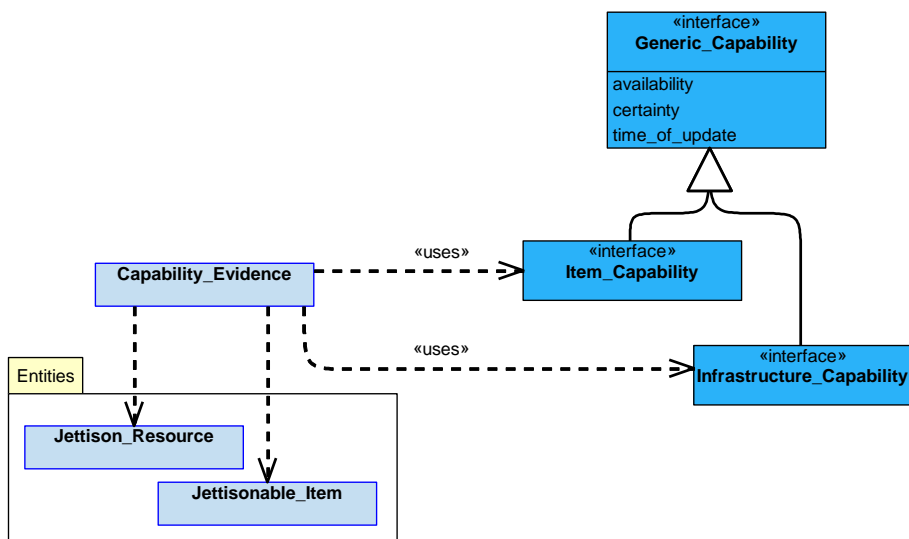 «interface»
Generic_Capability
availability
certainty
time_of_update
«uses»
«interface»
Item_Capability
Capability_Evidence
«uses»
«interface»
Infrastructure_Capability
Entities
Jettison_Resource
Jettisonable_Item